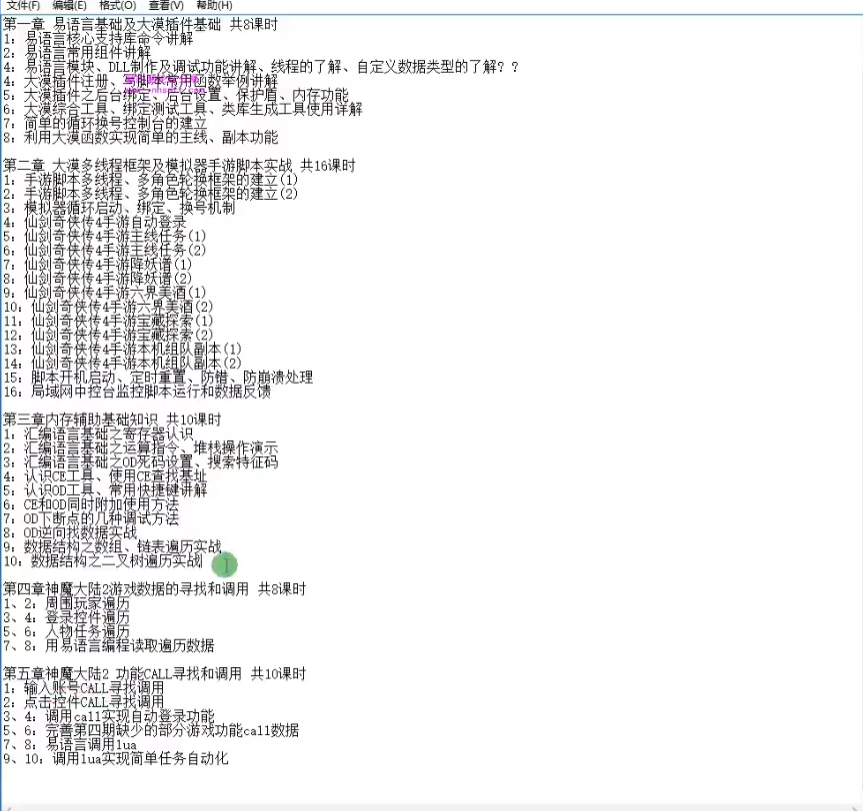 文件(F) 编辑(E) 格式(O) 查看(V) 帮助(H)
第一章 易语言基础及大漠插件基础 共8课时
1：易语言核心支持库命令讲解
2：易语言常用组件讲解
4：易语言模块、DLL制作及调试功能讲解、线程的了解、自定义数据类型的了解？？
4：大漠插件注册、写脚本常用函数举例讲解
5：大漠插件之后台绑定、后台设置、保护盾、内存功能
6：大漠综合工具、绑定测试工具、类库生成工具使用详解
7：简单的循环换号控制台的建立
8：利用大漠函数实现简单的主线、副本功能
第二章 大漠多线程框架及模拟器手游脚本实战 共16课时
1：手游脚本多线程、多角色轮换框架的建立(1)
2：手游脚本多线程、多角色轮换框架的建立(2)
3：模拟器循环启动、绑定、换号机制
4：仙剑奇侠传4手游自动登录
5：仙剑奇侠传4手游主线任务(1)
6：仙剑奇侠传4手游主线任务(2)
7：仙剑奇侠传4手游降妖谱(1)
8：仙剑奇侠传4手游降妖谱(2)
9：仙剑奇侠传4手游六界美酒(1)
10：仙剑奇侠传4手游六界美酒(2)
11：仙剑奇侠传4手游宝藏探索(1)
12：仙剑奇侠传4手游宝藏探索(2)
13：仙剑奇侠传4手游本机组队副本(1)
14：仙剑奇侠传4手游本机组队副本(2)
15：脚本开机启动、定时重置、防错、防崩溃处理
16：局域网中控台监控脚本运行和数据反馈
第三章内存辅助基础知识 共10课时
1：汇编语言基础之寄存器认识
2：汇编语言基础之运算指令、堆栈操作演示
3：汇编语言基础之OD死码设置、搜索特征码
4：认识CE工具、使用CE查找基址
5：认识OD工具、常用快捷键讲解
6：CE和OD同时附加使用方法
7：OD下断点的几种调试方法
8：OD逆向找数据实战
9：数据结构之数组、链表遍历实战
10：数据结构之二叉树遍历实战
第四章神魔大陆2游戏数据的寻找和调用 共8课时
1、2：周围玩家遍历
3、4：登录控件遍历
5、6：人物任务遍历
7、8：用易语言编程读取遍历数据
第五章神魔大陆2 功能CALL寻找和调用 共10课时
1：输入账号CALL寻找调用
2：点击控件CALL寻找调用
3、4：调用call实现自动登录功能
5、6：完善第四期缺少的部分游戏功能call数据
7、8：易语言调用lua
9、10：调用lua实现简单任务自动化